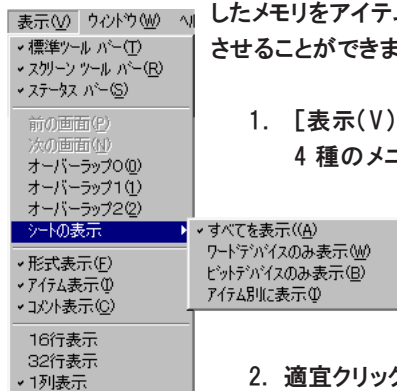 表示(V) ウィンドウ(W) ヘル
✓標準ツール バー(T)
✓スクリーン ツール バー(R)
✓ステータス バー(S)
前の画面(P)
次の画面(N)
オーバーラップ0(0)
オーバーラップ1(1)
オーバーラップ2(2)
シートの表示
✓形式表示(F)
✓アイテム表示(I)
✓コメント表示(C)
16行表示
32行表示
✓1列表示
✓すべてを表示((A)
ワードデバイスのみ表示(W)
ビットデバイスのみ表示(B)
アイテム別に表示(I)
したメモリをアイテ
させることができま
1. [表示(V)
4 種のメニ
2. 適宜クリック